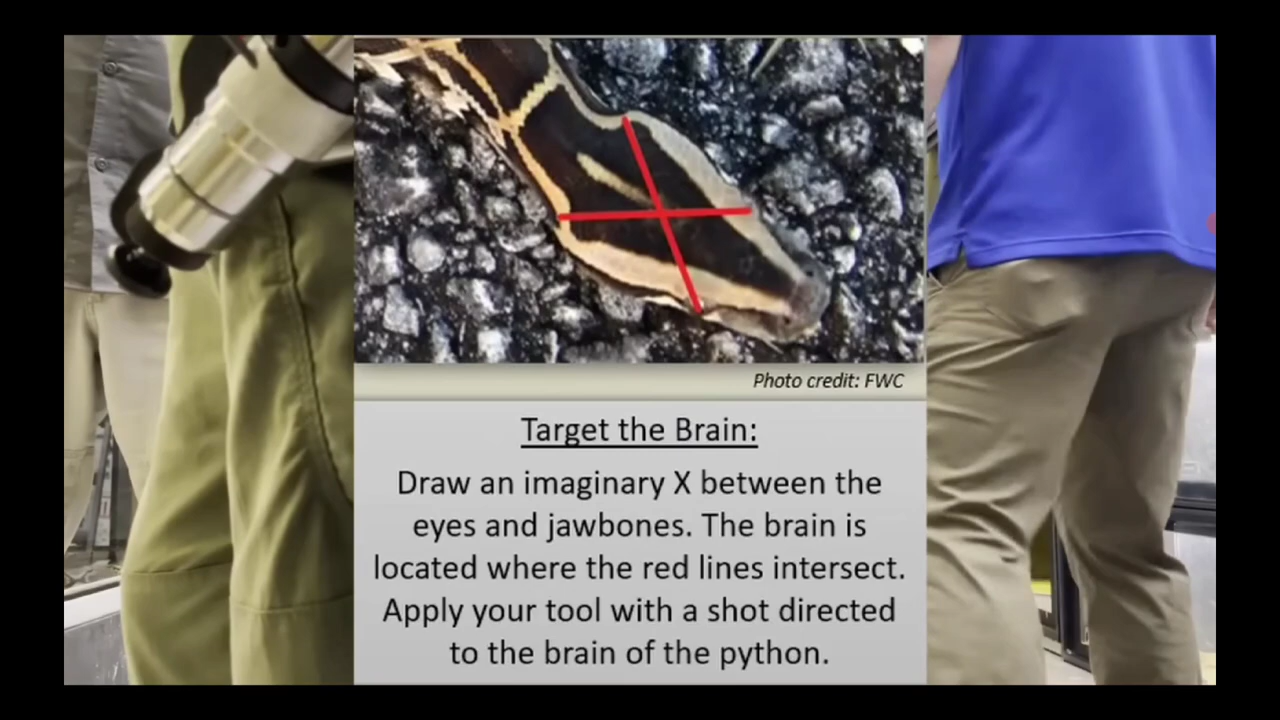 Photo credit: FWC
Target the Brain:
Draw an imaginary X between the
eyes and jawbones. The brain is
located where the red lines intersect.
Apply your tool with a shot directed
to the brain of the python.